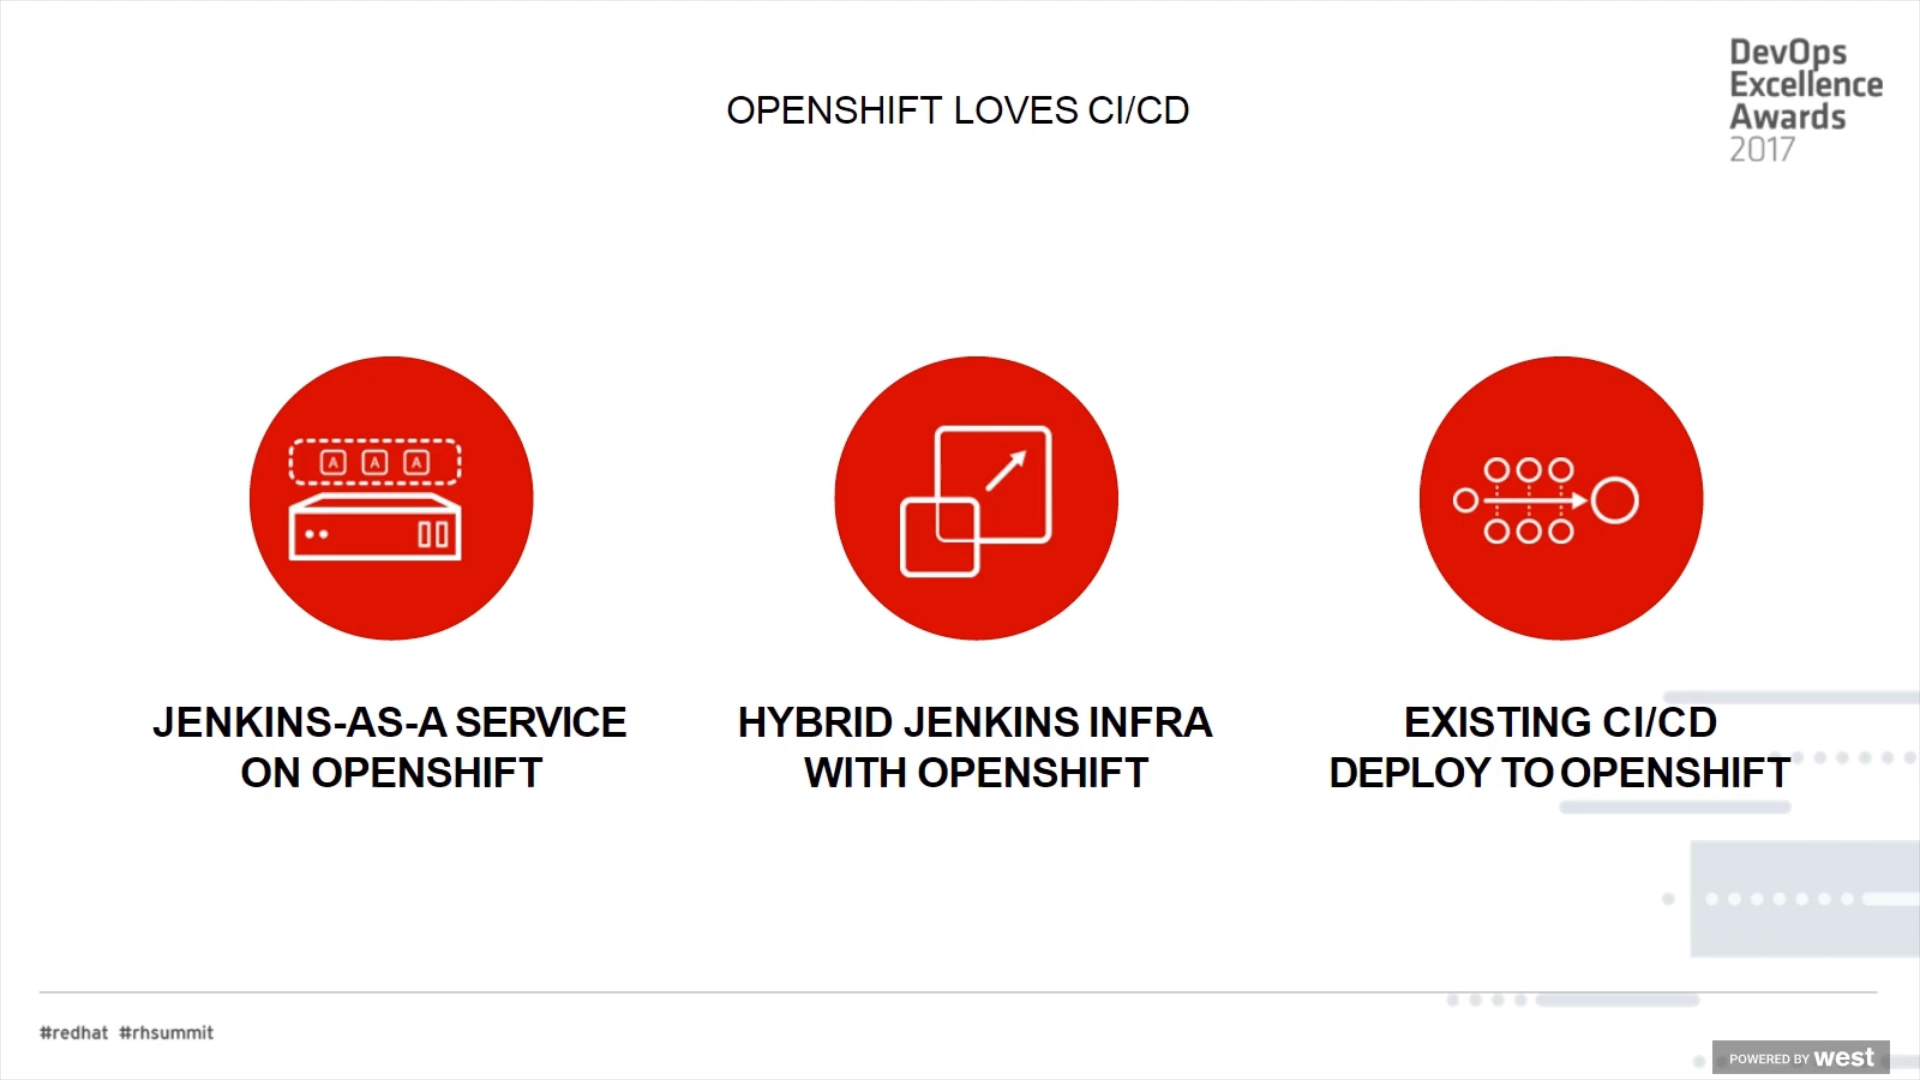 DevOps
Excellence
Awards
2017
OPENSHIFT LOVES CI/CD
A A A
JENKINS-AS-A SERVICE
ON OPENSHIFT
HYBRID JENKINS INFRA
WITH OPENSHIFT
EXISTING CI/CD
DEPLOY TO OPENSHIFT
#redhat #rhsummit
POWERED BY west